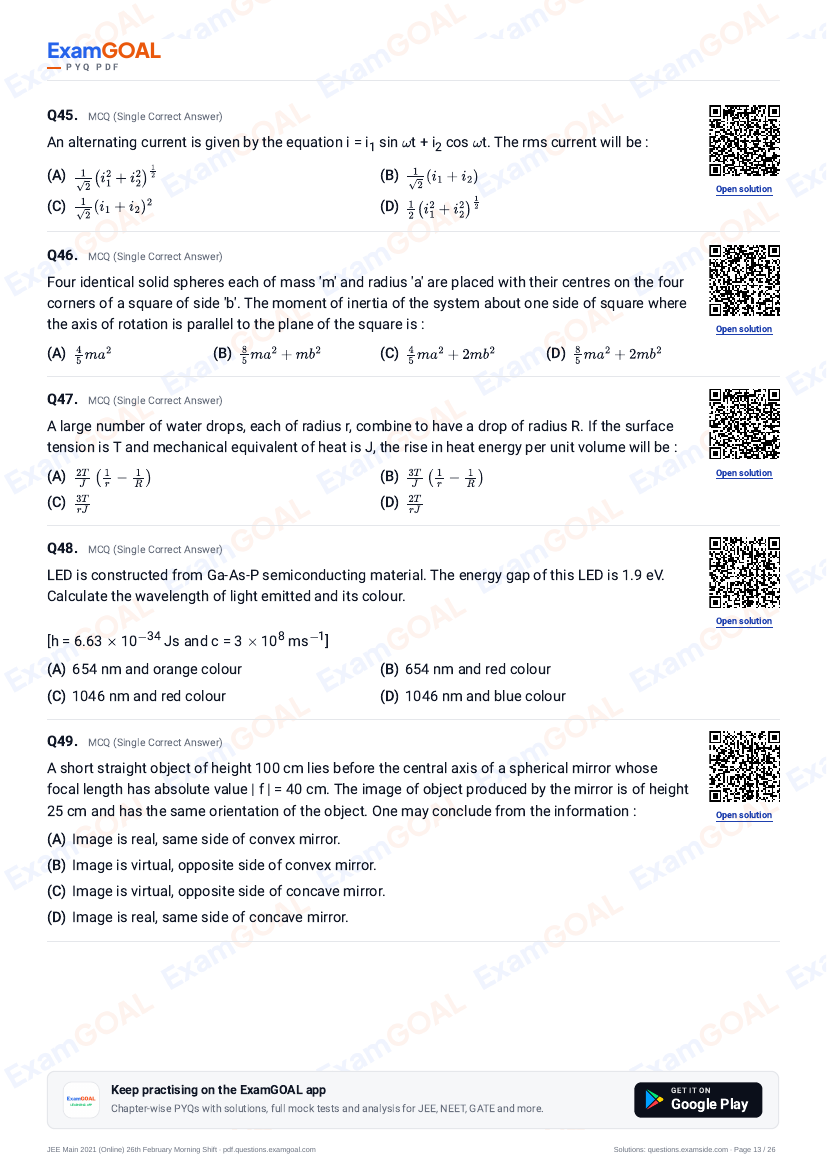 ExamGOAL
PYQ PDF
Q45. MCQ (Single Correct Answer)
An alternating current is given by the equation i = i₁ sin ωt + i₂ cos ωt. The rms current will be :
(A) 1/√2 (i₁² + i₂²)^(1/2) (B) 1/√2 (i₁ + i₂)
(C) 1/√2 (i₁ + i₂)² (D) 1/2 (i₁² + i₂²)^(1/2)
Open solution
Q46. MCQ (Single Correct Answer)
Four identical solid spheres each of mass 'm' and radius 'a' are placed with their centres on the four
corners of a square of side 'b'. The moment of inertia of the system about one side of square where
the axis of rotation is parallel to the plane of the square is :
(A) 4/5 ma² (B) 8/5 ma² + mb² (C) 4/5 ma² + 2mb² (D) 8/5 ma² + 2mb²
Open solution
Q47. MCQ (Single Correct Answer)
A large number of water drops, each of radius r, combine to have a drop of radius R. If the surface
tension is T and mechanical equivalent of heat is J, the rise in heat energy per unit volume will be :
(A) 2T/J (1/r − 1/R) (B) 3T/J (1/r − 1/R)
(C) 3T/rJ (D) 2T/rJ
Open solution
Q48. MCQ (Single Correct Answer)
LED is constructed from Ga-As-P semiconducting material. The energy gap of this LED is 1.9 eV.
Calculate the wavelength of light emitted and its colour.
[h = 6.63 × 10⁻³⁴ Js and c = 3 × 10⁸ ms⁻¹]
(A) 654 nm and orange colour (B) 654 nm and red colour
(C) 1046 nm and red colour (D) 1046 nm and blue colour
Open solution
Q49. MCQ (Single Correct Answer)
A short straight object of height 100 cm lies before the central axis of a spherical mirror whose
focal length has absolute value | f | = 40 cm. The image of object produced by the mirror is of height
25 cm and has the same orientation of the object. One may conclude from the information :
(A) Image is real, same side of convex mirror.
(B) Image is virtual, opposite side of convex mirror.
(C) Image is virtual, opposite side of concave mirror.
(D) Image is real, same side of concave mirror.
Open solution
ExamGOAL
Keep practising on the ExamGOAL app
Chapter-wise PYQs with solutions, full mock tests and analysis for JEE, NEET, GATE and more.
GET IT ON
Google Play
JEE Main 2021 (Online) 26th February Morning Shift · pdf.questions.examgoal.com
Solutions: questions.examside.com · Page 13 / 26